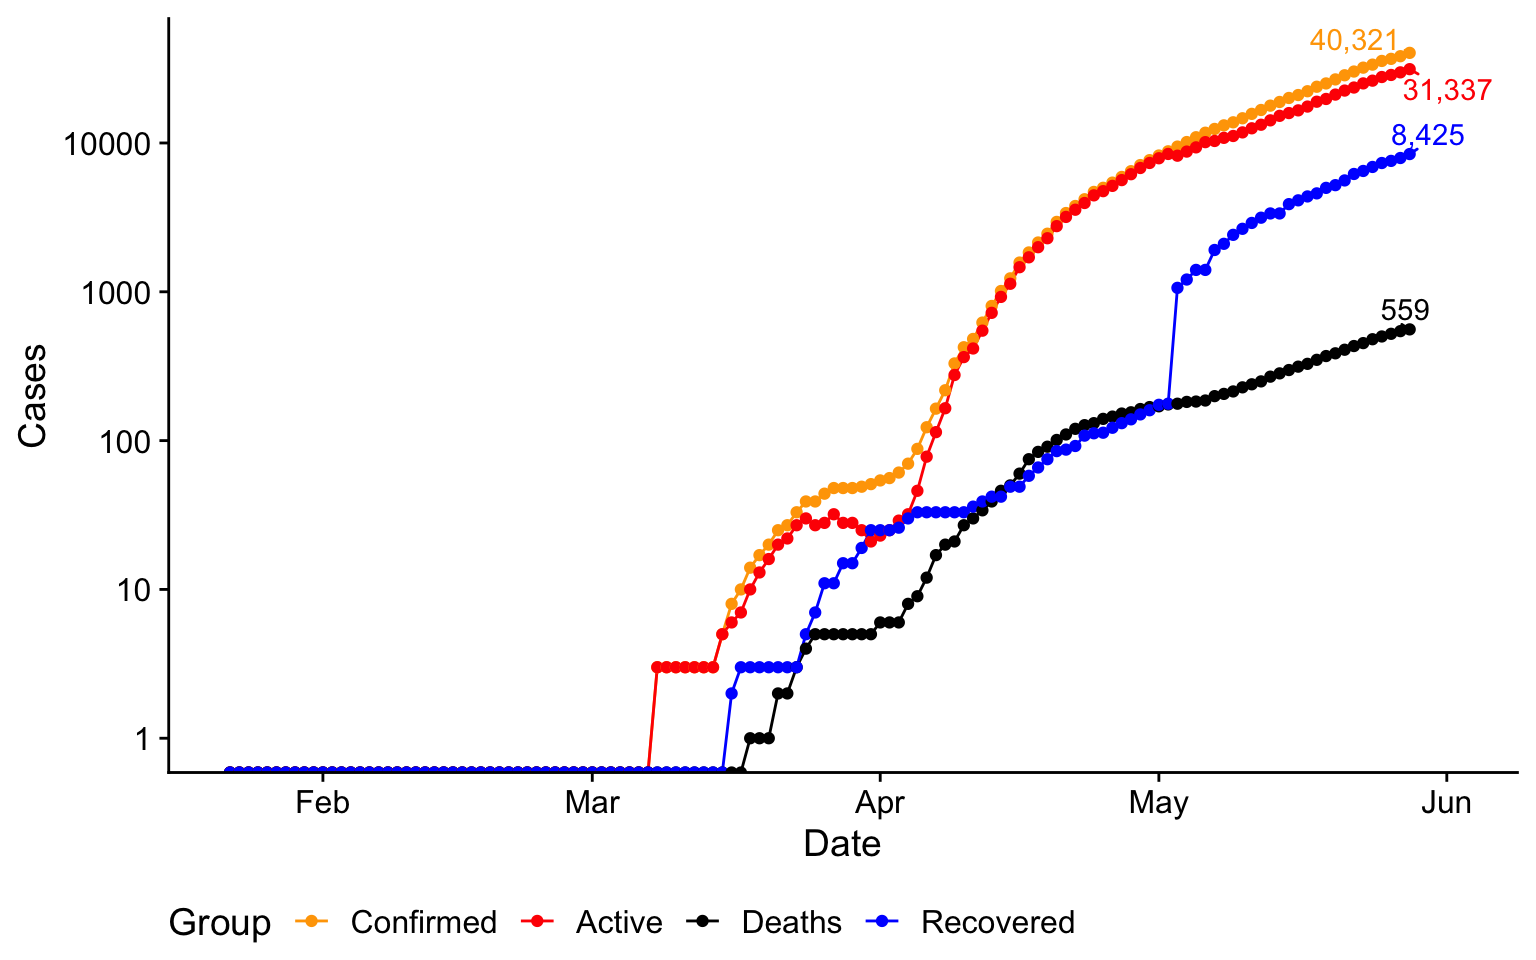 40,321
31,337
8,425
559
10000
1000
100
10
1
Cases
Feb Mar Apr May Jun
Date
Group Confirmed Active Deaths Recovered